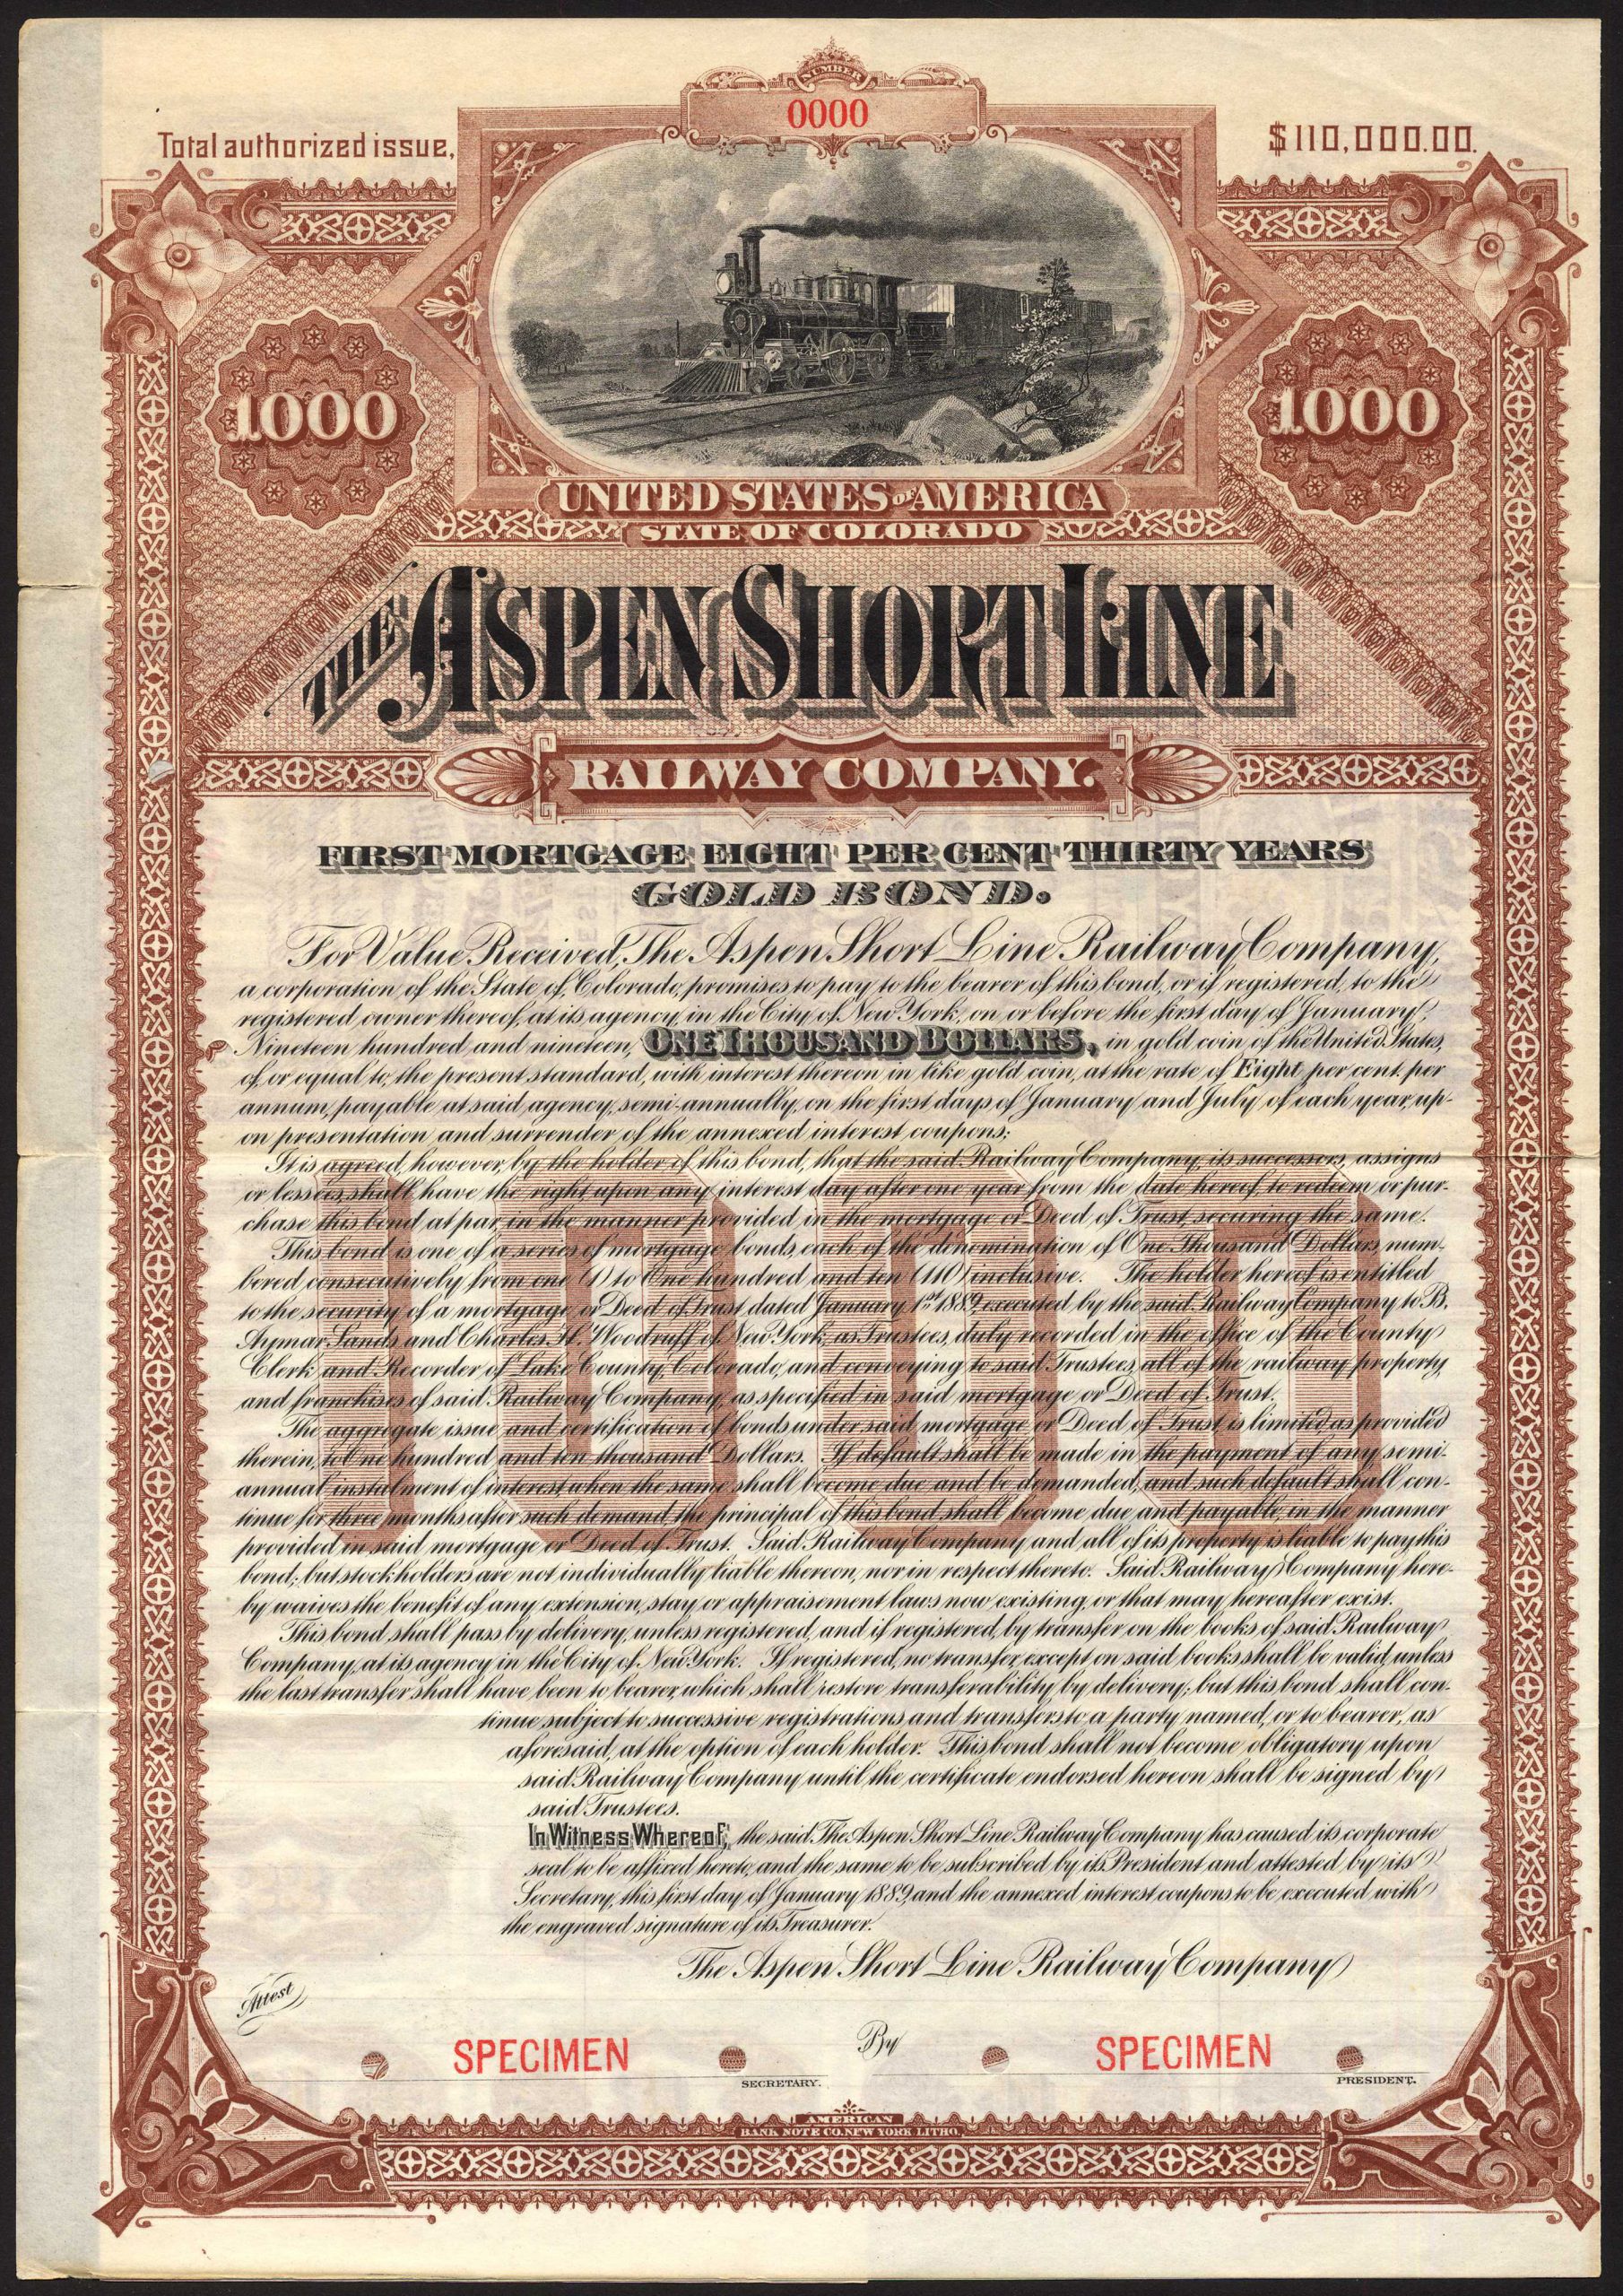 NUMBER
0000
Total authorized issue, $110,000.00.
1000 1000
UNITED STATES OF AMERICA
STATE OF COLORADO
THE ASPEN SHORT LINE
RAILWAY COMPANY.
FIRST MORTGAGE EIGHT PER CENT THIRTY YEARS
GOLD BOND.
For Value Received, The Aspen Short Line Railway Company,
a corporation of the State of Colorado, promises to pay to the bearer of this bond, or if registered, to the
registered owner thereof, at its agency, in the City of New York, on or before the first day of January,
Nineteen hundred and nineteen, ONE THOUSAND DOLLARS, in gold coin of the United States,
of, or equal to, the present standard, with interest thereon in like gold coin, at the rate of Eight per cent. per
annum, payable at said agency, semi-annually, on the first days of January and July of each year, up-
on presentation and surrender of the annexed interest coupons;
It is agreed, however, by the holder of this bond, that the said Railway Company, its successors, assigns
or lessees, shall have the right upon any interest day after one year from the date hereof, to redeem or pur-
chase this bond at par, in the manner provided in the mortgage or Deed of Trust, securing the same.
This bond is one of a series of mortgage bonds, each of the denomination of One Thousand Dollars, num-
bered consecutively from one (1) to One hundred and ten (110) inclusive. The holder hereof is entitled
to the security of a mortgage, or Deed of Trust, dated January 1st 1889, executed by the said Railway Company to B.
Aymar Sands and Charles H. Woodruff of New York, as Trustees, duly recorded in the office of the County
Clerk and Recorder of Lake County, Colorado, and conveying to said Trustees, all of the railway property,
and franchises of said Railway Company, as specified in said mortgage or Deed of Trust.
The aggregate issue and certification of bonds under said mortgage or Deed of Trust is limited, as provided
therein, to One hundred and ten thousand Dollars. If default shall be made in the payment of any semi-
annual instalment of interest, when the same shall become due and be demanded, and such default shall con-
tinue for three months after such demand the principal of this bond shall become due and payable, in the manner
provided in said mortgage or Deed of Trust. Said Railway Company and all of its property is liable to pay this
bond; but stockholders are not individually liable thereon, nor in respect thereto. Said Railway Company here-
by waives the benefit of any extension, stay or appraisement laws now existing, or that may hereafter exist.
This bond shall pass by delivery, unless registered, and if registered, by transfer on the books of said Railway
Company, at its agency in the City of New York. If registered, no transfer, except on said books shall be valid, unless
the last transfer shall have been to bearer, which shall restore transferability by delivery; but this bond shall con-
tinue subject to successive registrations and transfers to a party named, or to bearer, as
aforesaid, at the option of each holder. This bond shall not become obligatory upon
said Railway Company until the certificate endorsed hereon shall be signed by
said Trustees.
In Witness Whereof, the said The Aspen Short Line Railway Company has caused its corporate
seal to be affixed hereto, and the same to be subscribed by its President and attested by its
Secretary, this first day of January 1889, and the annexed interest coupons to be executed with
the engraved signature of its Treasurer.
The Aspen Short Line Railway Company
Attest
SPECIMEN By SPECIMEN
SECRETARY. PRESIDENT.
AMERICAN
BANK NOTE CO. NEW YORK LITHO.
1000